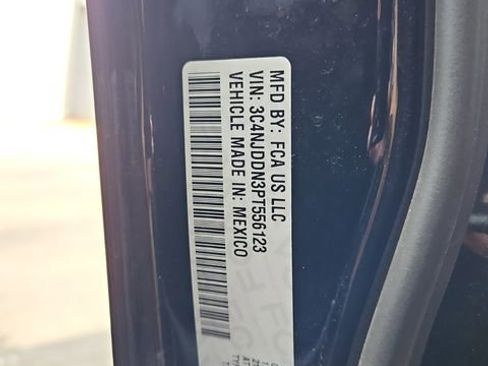 MFD BY: FCA US LLC
VIN: 3C4NJDDN3PT556123
VEHICLE MADE IN: MEXICO